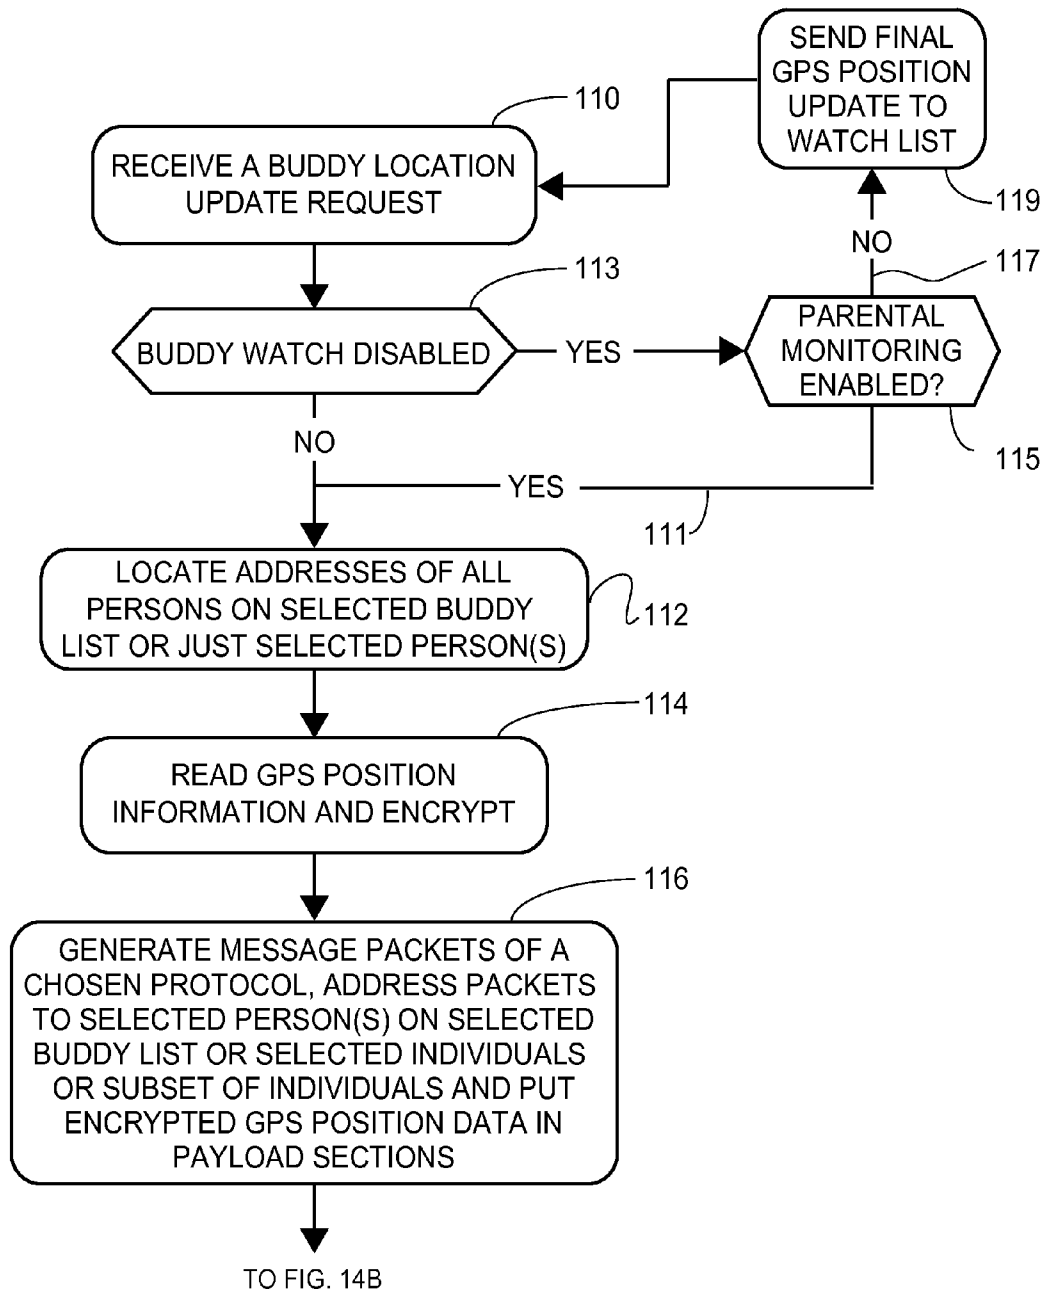 SEND FINAL
GPS POSITION
UPDATE TO
WATCH LIST
110
RECEIVE A BUDDY LOCATION
UPDATE REQUEST
119
NO
117
113
BUDDY WATCH DISABLED
YES
PARENTAL
MONITORING
ENABLED?
NO
115
YES
111
LOCATE ADDRESSES OF ALL
PERSONS ON SELECTED BUDDY
LIST OR JUST SELECTED PERSON(S)
112
114
READ GPS POSITION
INFORMATION AND ENCRYPT
116
GENERATE MESSAGE PACKETS OF A
CHOSEN PROTOCOL, ADDRESS PACKETS
TO SELECTED PERSON(S) ON SELECTED
BUDDY LIST OR SELECTED INDIVIDUALS
OR SUBSET OF INDIVIDUALS AND PUT
ENCRYPTED GPS POSITION DATA IN
PAYLOAD SECTIONS
TO FIG. 14B